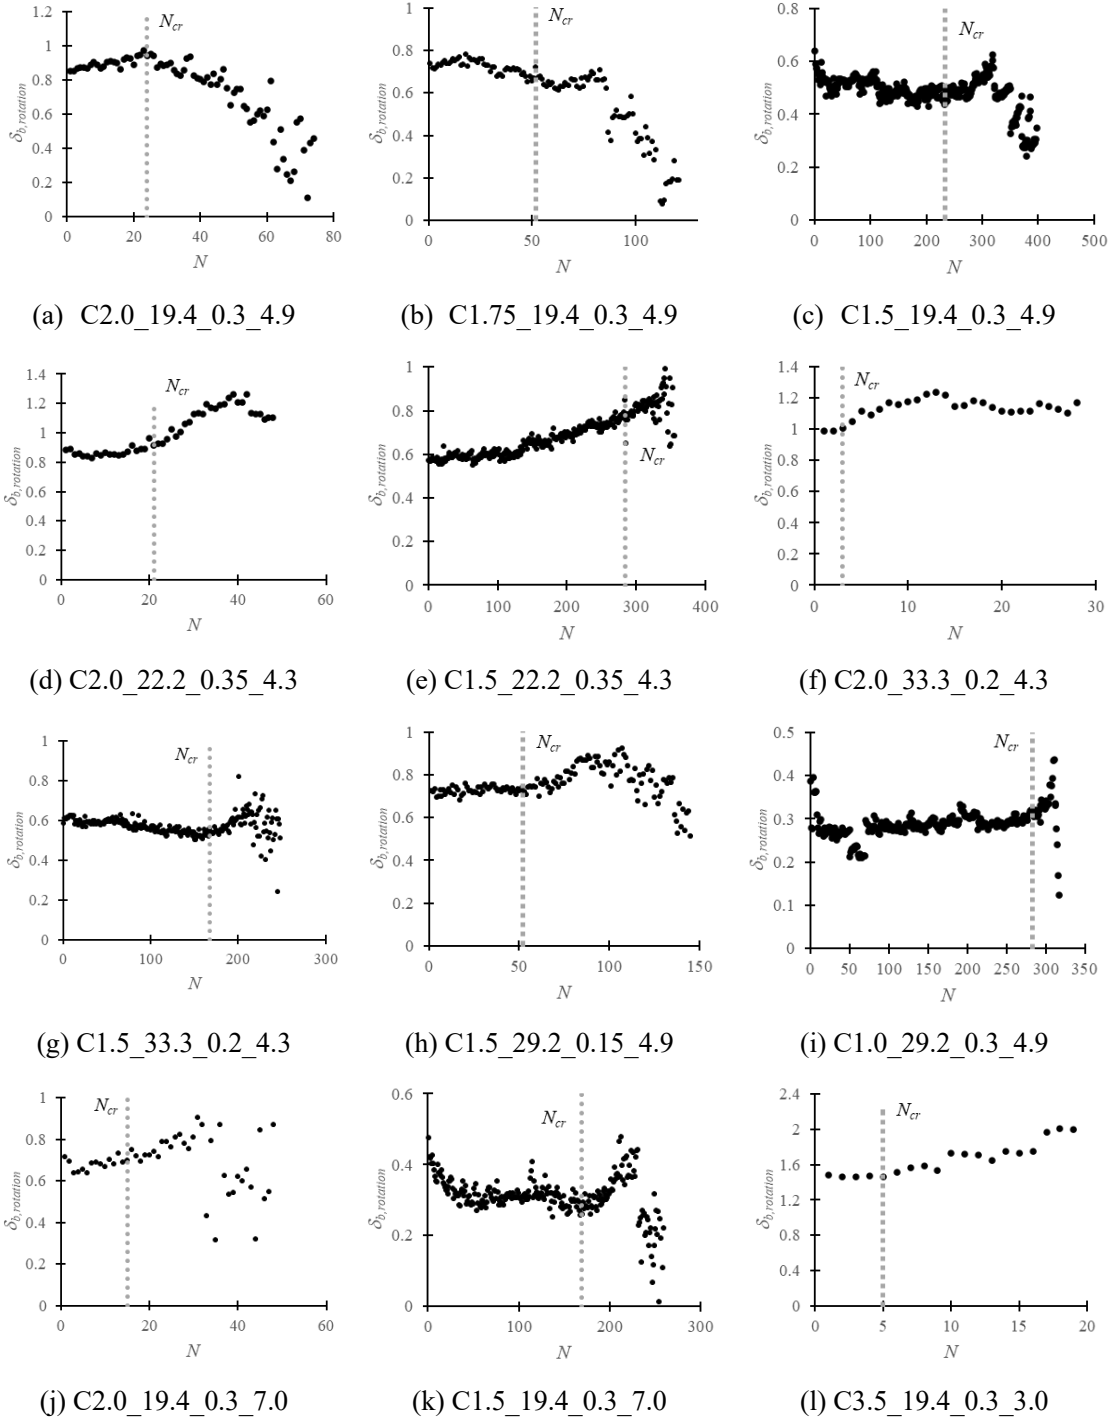 1.2
1
0.8
0.6
0.4
0.2
0
0 20 40 60 80
δb,rotation
N
Ncr
(a) C2.0_19.4_0.3_4.9
1
0.8
0.6
0.4
0.2
0
0 50 100
N
Ncr
(b) C1.75_19.4_0.3_4.9
0.8
0.6
0.4
0.2
0
0 100 200 300 400 500
δb,rotation
N
Ncr
(c) C1.5_19.4_0.3_4.9
1.4
1.2
1
0.8
0.6
0.4
0.2
0
0 20 40 60
δb,rotation
N
Ncr
(d) C2.0_22.2_0.35_4.3
1
0.8
0.6
0.4
0.2
0
0 100 200 300 400
δb,rotation
N
Ncr
(e) C1.5_22.2_0.35_4.3
1.4
1.2
1
0.8
0.6
0.4
0.2
0
0 10 20 30
δb,rotation
N
Ncr
(f) C2.0_33.3_0.2_4.3
1
0.8
0.6
0.4
0.2
0
0 100 200 300
δb,rotation
N
Ncr
(g) C1.5_33.3_0.2_4.3
1
0.8
0.6
0.4
0.2
0
0 50 100 150
δb,rotation
N
Ncr
(h) C1.5_29.2_0.15_4.9
0.5
0.4
0.3
0.2
0.1
0
0 50 100 150 200 250 300 350
δb,rotation
N
Ncr
(i) C1.0_29.2_0.3_4.9
1
0.8
0.6
0.4
0.2
0
0 20 40 60
δb,rotation
N
Ncr
(j) C2.0_19.4_0.3_7.0
0.6
0.4
0.2
0
0 100 200 300
δb,rotation
N
Ncr
(k) C1.5_19.4_0.3_7.0
2.4
2
1.6
1.2
0.8
0.4
0
0 5 10 15 20
δb,rotation
N
Ncr
(l) C3.5_19.4_0.3_3.0